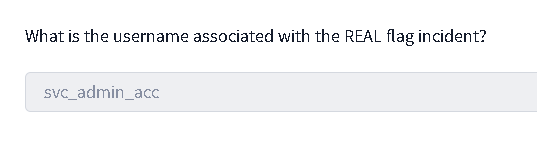 What is the username associated with the REAL flag incident?
svc_admin_acc